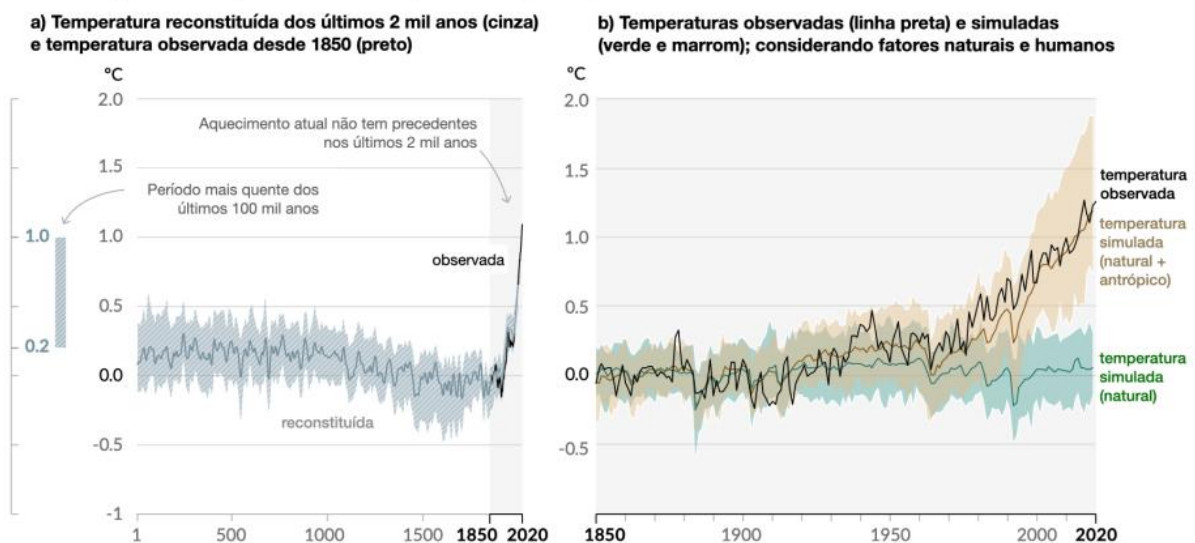 a) Temperatura reconstituída dos últimos 2 mil anos (cinza)
e temperatura observada desde 1850 (preto)
ºC
2.0
1.5
1.0
0.5
0.0
-0.5
-1
Aquecimento atual não tem precedentes
nos últimos 2 mil anos
Período mais quente dos
últimos 100 mil anos
1.0
0.2
observada
reconstituída
1
500
1000
1500
1850
2020
b) Temperaturas observadas (linha preta) e simuladas
(verde e marrom); considerando fatores naturais e humanos
ºC
2.0
1.5
1.0
0.5
0.0
-0.5
temperatura
observada
temperatura
simulada
(natural +
antrópico)
temperatura
simulada
(natural)
1850
1900
1950
2000
2020